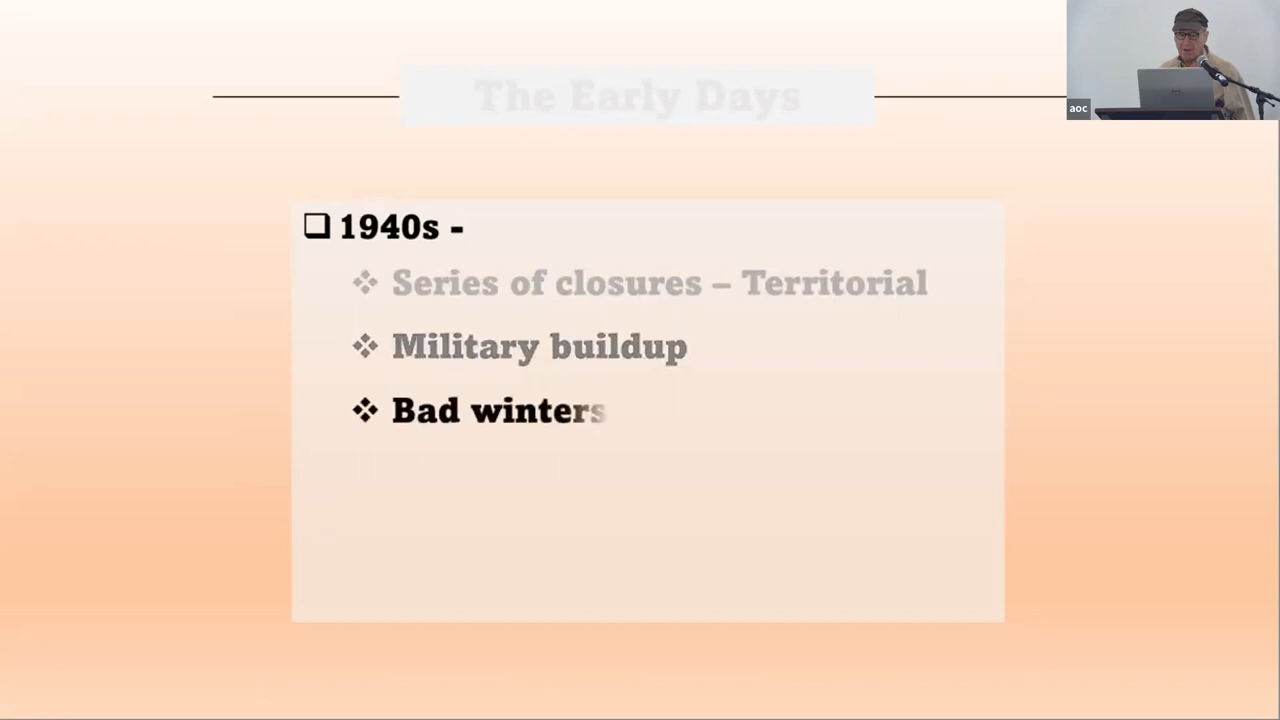 The Early Days
aoc
❑ 1940s -
❖ Series of closures – Territorial
❖ Military buildup
❖ Bad winters